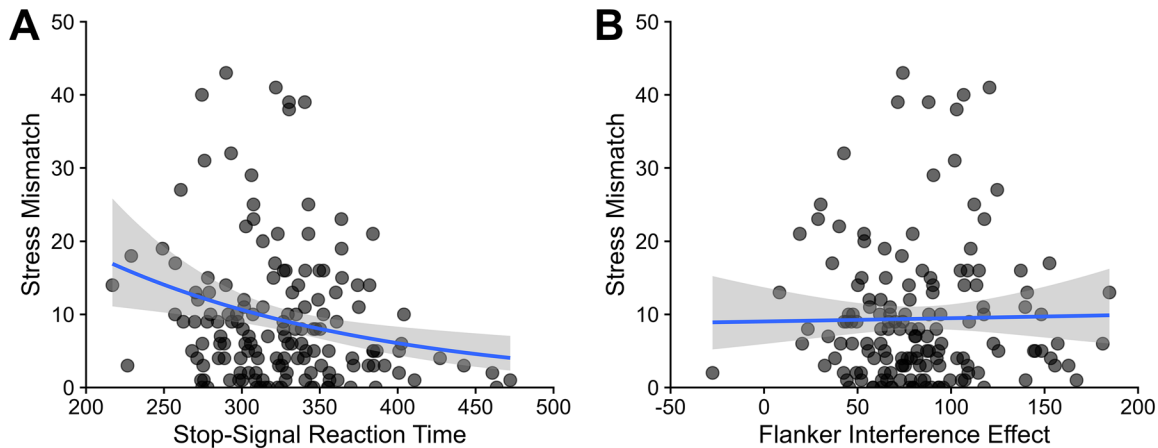 A
50
40
30
20
10
0
Stress Mismatch
200 250 300 350 400 450 500
Stop-Signal Reaction Time
B
50
40
30
20
10
0
Stress Mismatch
-50 0 50 100 150 200
Flanker Interference Effect